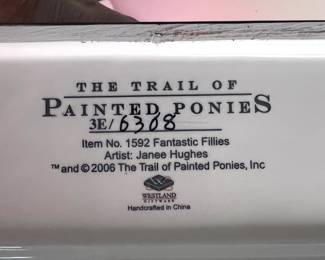 THE TRAIL OF
PAINTED PONIES
3E/6308
Item No. 1592 Fantastic Fillies
Artist: Janee Hughes
™ and © 2006 The Trail of Painted Ponies, Inc
WESTLAND
GIFTWARE
Handcrafted in China